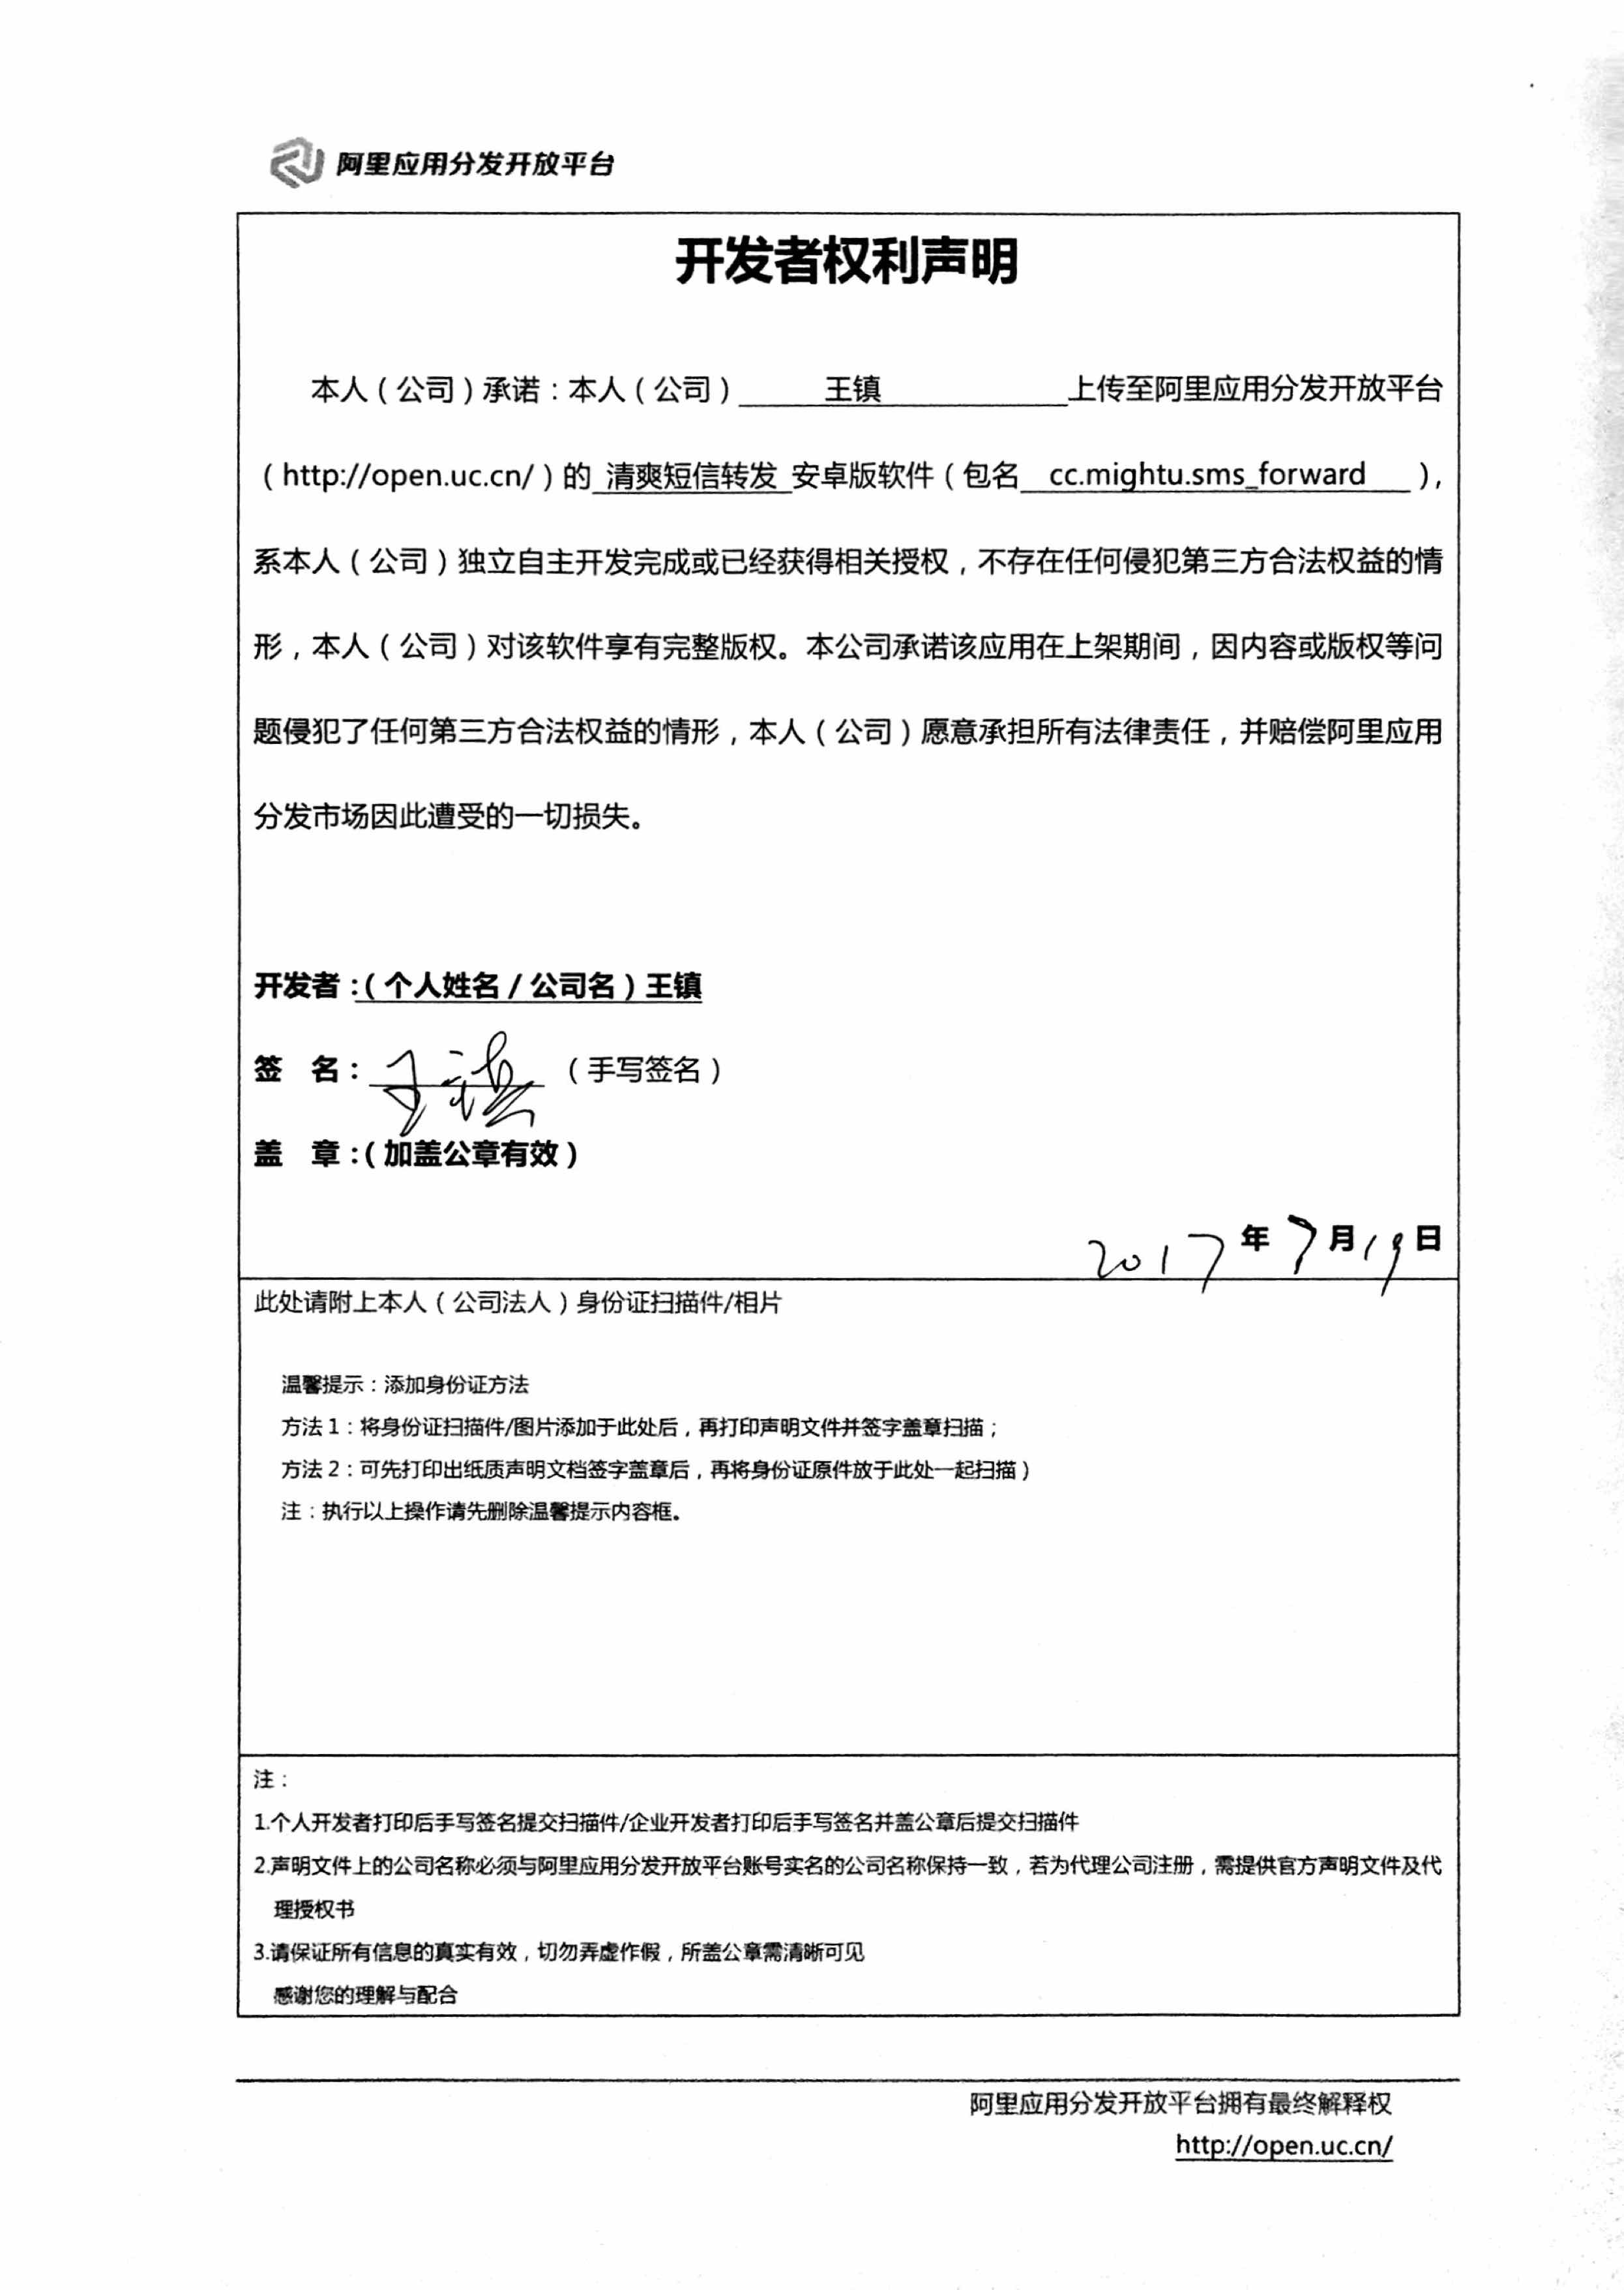 阿里应用分发开放平台
开发者权利声明
本人（公司）承诺：本人（公司） 王镇 上传至阿里应用分发开放平台
（http://open.uc.cn/）的 清爽短信转发 安卓版软件（包名 cc.mightu.sms_forward ），
系本人（公司）独立自主开发完成或已经获得相关授权，不存在任何侵犯第三方合法权益的情
形，本人（公司）对该软件享有完整版权。本公司承诺该应用在上架期间，因内容或版权等问
题侵犯了任何第三方合法权益的情形，本人（公司）愿意承担所有法律责任，并赔偿阿里应用
分发市场因此遭受的一切损失。
开发者：（个人姓名/公司名）王镇
签 名：王镇（手写签名）
盖 章：（加盖公章有效）
2017年7月19日
此处请附上本人（公司法人）身份证扫描件/相片
温馨提示：添加身份证方法
方法1：将身份证扫描件/图片添加于此处后，再打印声明文件并签字盖章扫描；
方法2：可先打印出纸质声明文档签字盖章后，再将身份证原件放于此处一起扫描）
注：执行以上操作请先删除温馨提示内容框。
注：
1.个人开发者打印后手写签名提交扫描件/企业开发者打印后手写签名并盖公章后提交扫描件
2.声明文件上的公司名称必须与阿里应用分发开放平台账号实名的公司名称保持一致，若为代理公司注册，需提供官方声明文件及代
理授权书
3.请保证所有信息的真实有效，切勿弄虚作假，所盖公章需清晰可见
感谢您的理解与配合
阿里应用分发开放平台拥有最终解释权
http://open.uc.cn/